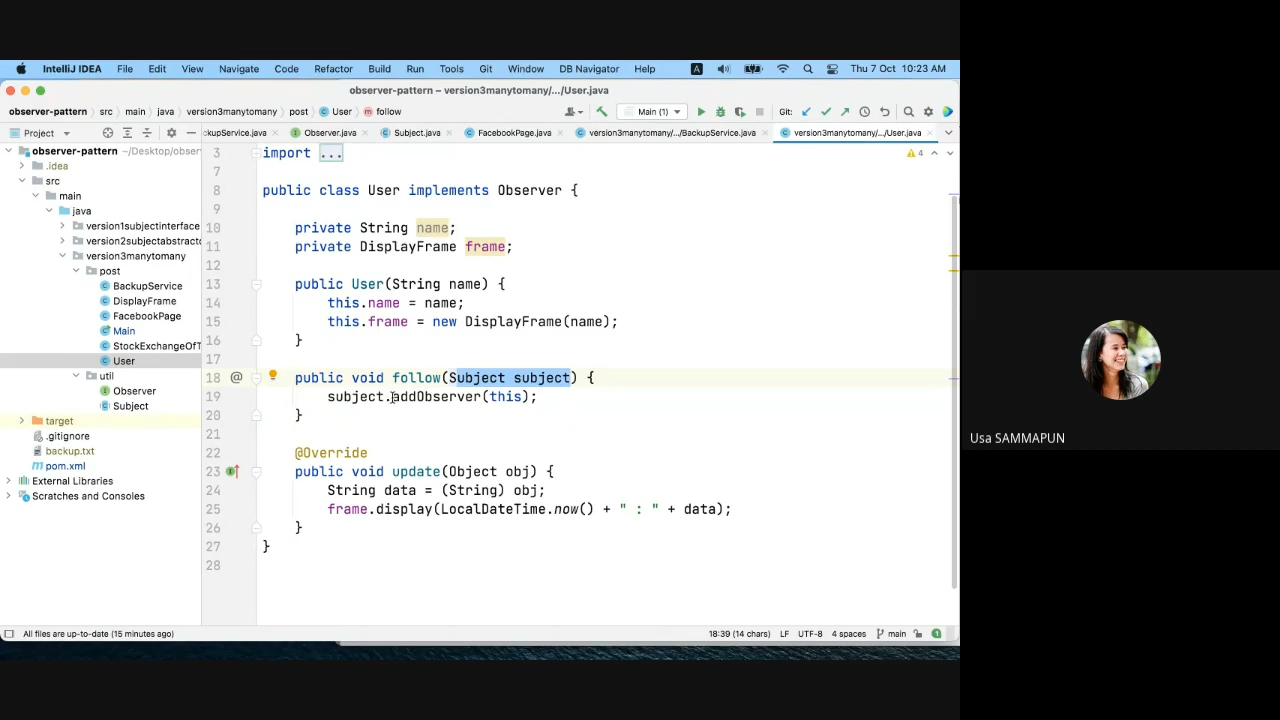 IntelliJ IDEA File Edit View Navigate Code Refactor Build Run Tools Git Window DB Navigator Help A Thu 7 Oct 10:23 AM
observer-pattern – version3manytomany/.../User.java
observer-pattern src main java version3manytomany post User follow Main (1) Git:
Project ckupService.java Observer.java Subject.java FacebookPage.java version3manytomany/.../BackupService.java version3manytomany/.../User.java
observer-pattern ~/Desktop/obser
.idea
src
main
java
version1subjectinterface
version2subjectabstracto
version3manytomany
post
BackupService
DisplayFrame
FacebookPage
Main
StockExchangeOfT
User
util
Observer
Subject
target
.gitignore
backup.txt
pom.xml
External Libraries
Scratches and Consoles
3 import ...
7
8 public class User implements Observer {
9
10 private String name;
11 private DisplayFrame frame;
12
13 public User(String name) {
14 this.name = name;
15 this.frame = new DisplayFrame(name);
16 }
17
18 @ public void follow(Subject subject) {
19 subject.addObserver(this);
20 }
21
22 @Override
23 public void update(Object obj) {
24 String data = (String) obj;
25 frame.display(LocalDateTime.now() + " : " + data);
26 }
27 }
28
4
All files are up-to-date (15 minutes ago) 18:39 (14 chars) LF UTF-8 4 spaces main
Usa SAMMAPUN